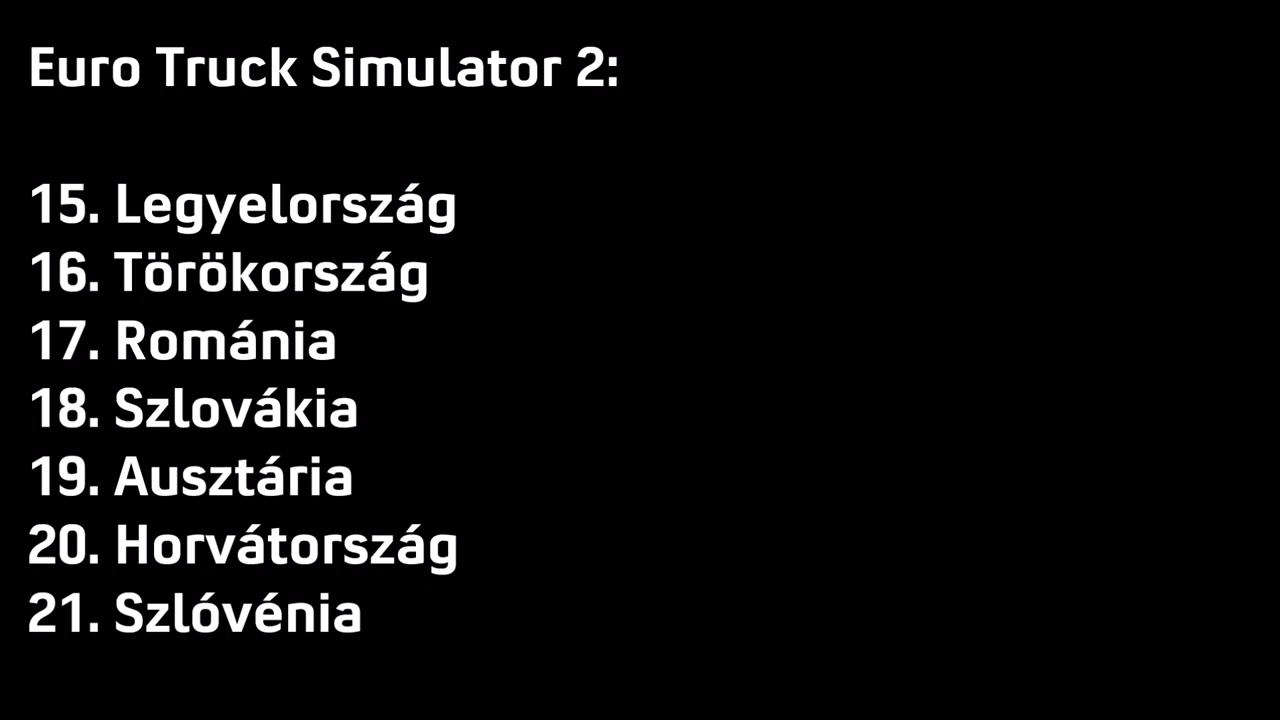 Euro Truck Simulator 2:
15. Legyelország
16. Törökország
17. Románia
18. Szlovákia
19. Ausztária
20. Horvátország
21. Szlóvénia